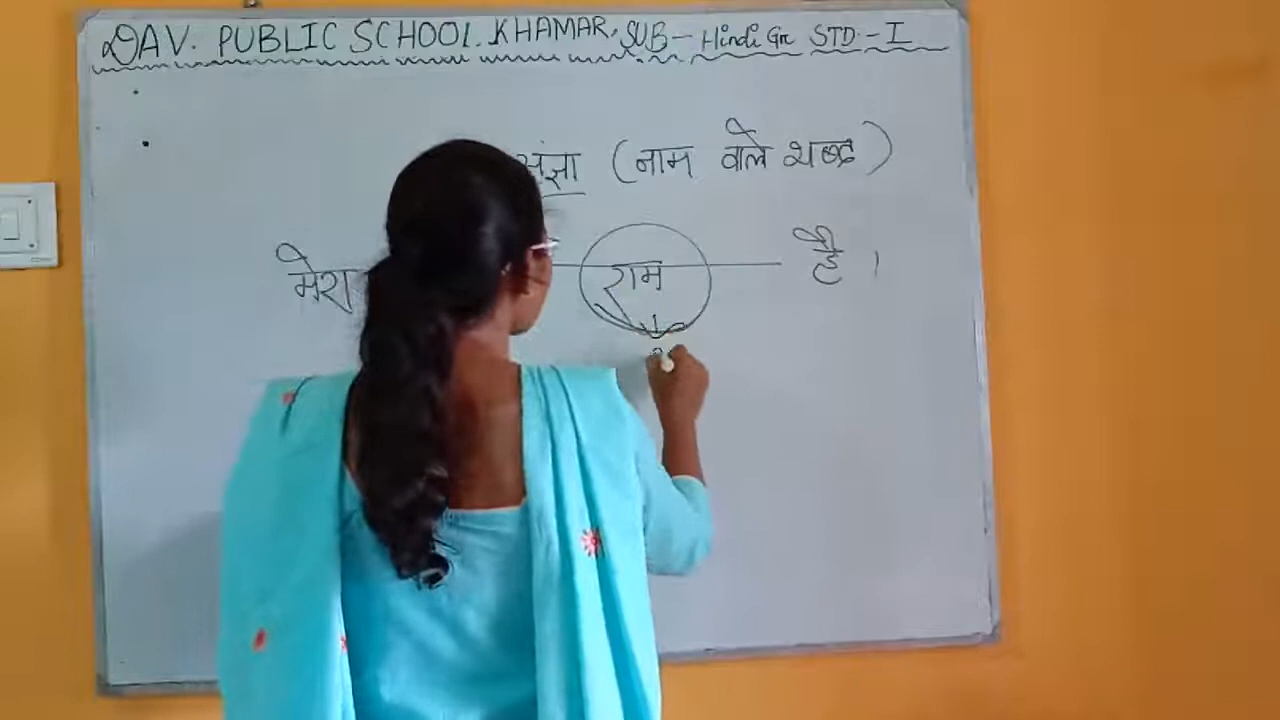 DAV. PUBLIC SCHOOL. KHAMAR, SUB - Hindi Gr STD - I
संज्ञा (नाम वाले शब्द)
मेरा राम है ।